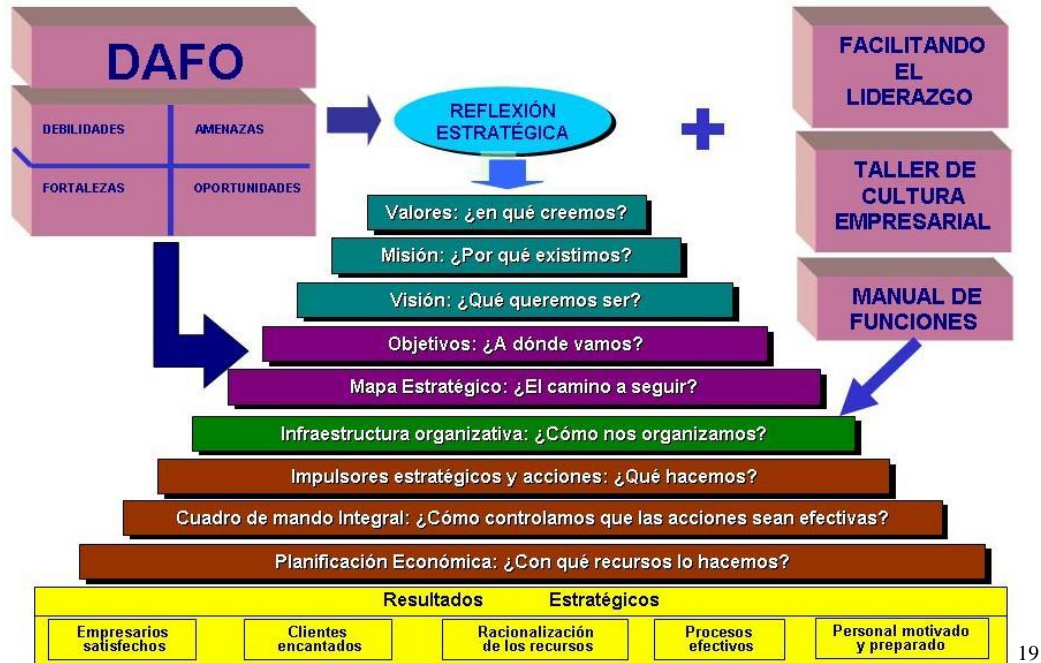 DAFO
DEBILIDADES
AMENAZAS
FORTALEZAS
OPORTUNIDADES
REFLEXIÓN
ESTRATÉGICA
FACILITANDO
EL
LIDERAZGO
TALLER DE
CULTURA
EMPRESARIAL
MANUAL DE
FUNCIONES
Valores: ¿en qué creemos?
Misión: ¿Por qué existimos?
Visión: ¿Qué queremos ser?
Objetivos: ¿A dónde vamos?
Mapa Estratégico: ¿El camino a seguir?
Infraestructura organizativa: ¿Cómo nos organizamos?
Impulsores estratégicos y acciones: ¿Qué hacemos?
Cuadro de mando Integral: ¿Cómo controlamos que las acciones sean efectivas?
Planificación Económica: ¿Con qué recursos lo hacemos?
Resultados Estratégicos
Empresarios
satisfechos
Clientes
encantados
Racionalización
de los recursos
Procesos
efectivos
Personal motivado
y preparado
19